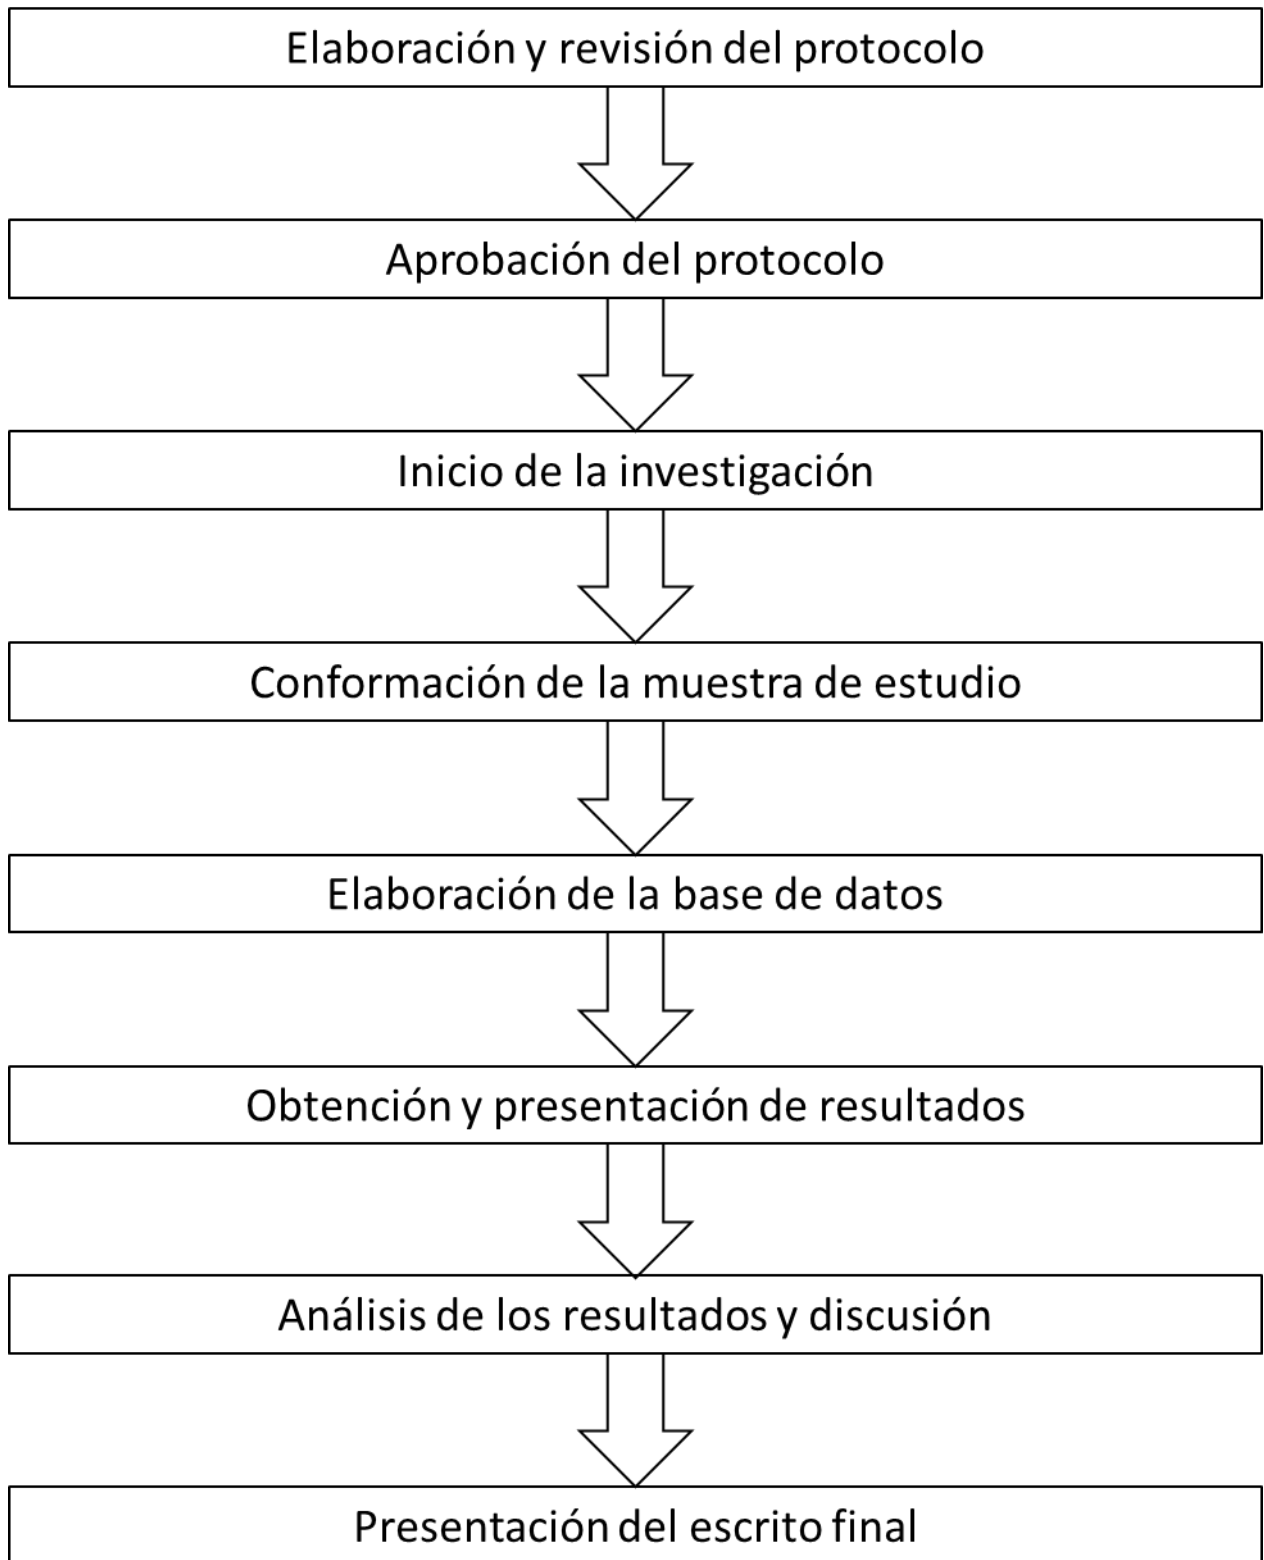 Elaboración y revisión del protocolo
Aprobación del protocolo
Inicio de la investigación
Conformación de la muestra de estudio
Elaboración de la base de datos
Obtención y presentación de resultados
Análisis de los resultados y discusión
Presentación del escrito final